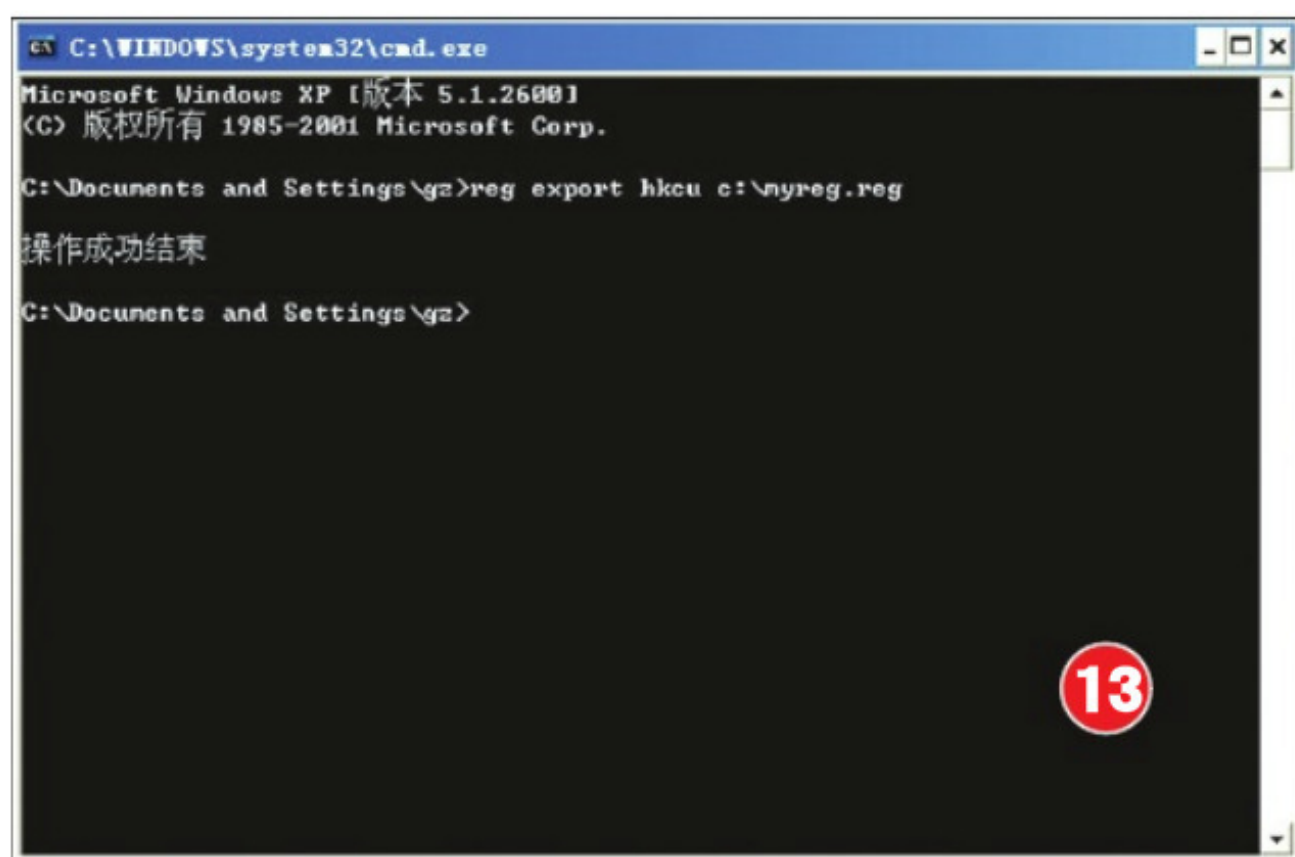 C:\WINDOWS\system32\cmd.exe
Microsoft Windows XP [版本 5.1.2600]
(C) 版权所有 1985-2001 Microsoft Corp.
C:\Documents and Settings\gz>reg export hkcu c:\myreg.reg
操作成功结束
C:\Documents and Settings\gz>
13